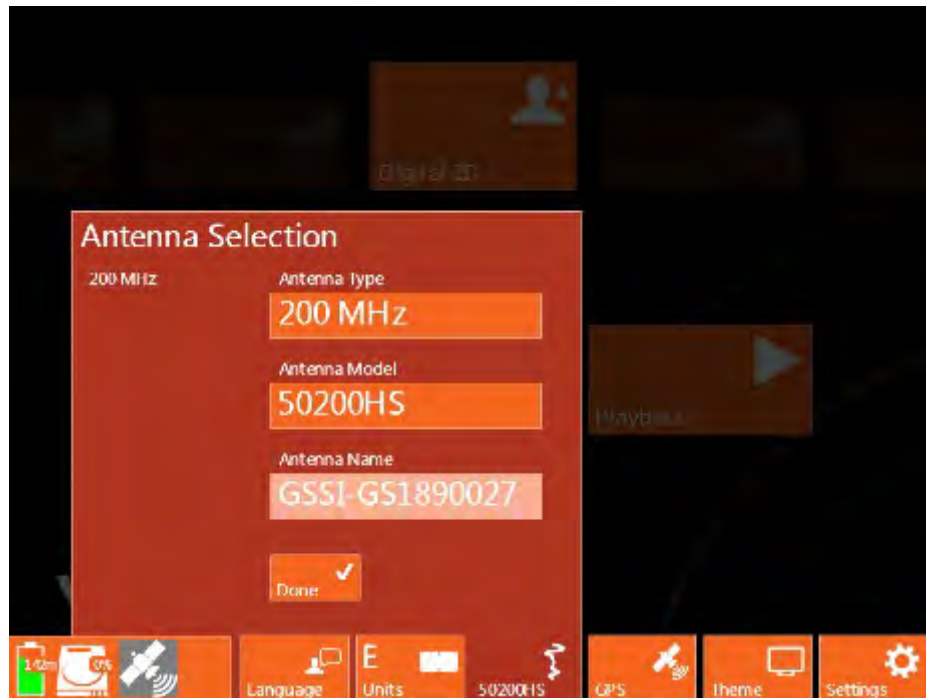 Digital 2D
Antenna Selection
200 MHz
Antenna Type
200 MHz
Antenna Model
50200HS
Playback
Antenna Name
GSSI-GS1890027
Done
142m
0%
Language
E
Units
50200HS
GPS
Theme
Settings